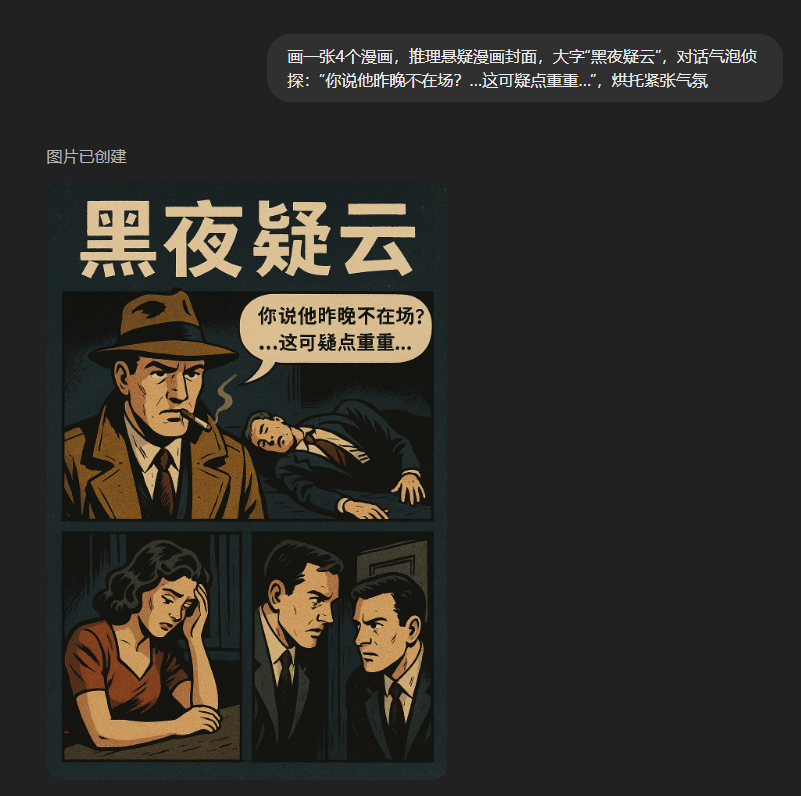 画一张4个漫画，推理悬疑漫画封面，大字“黑夜疑云”，对话气泡侦
探：“你说他昨晚不在场？...这可疑点重重...”，烘托紧张气氛
图片已创建
黑夜疑云
你说他昨晚不在场?
...这可疑点重重...